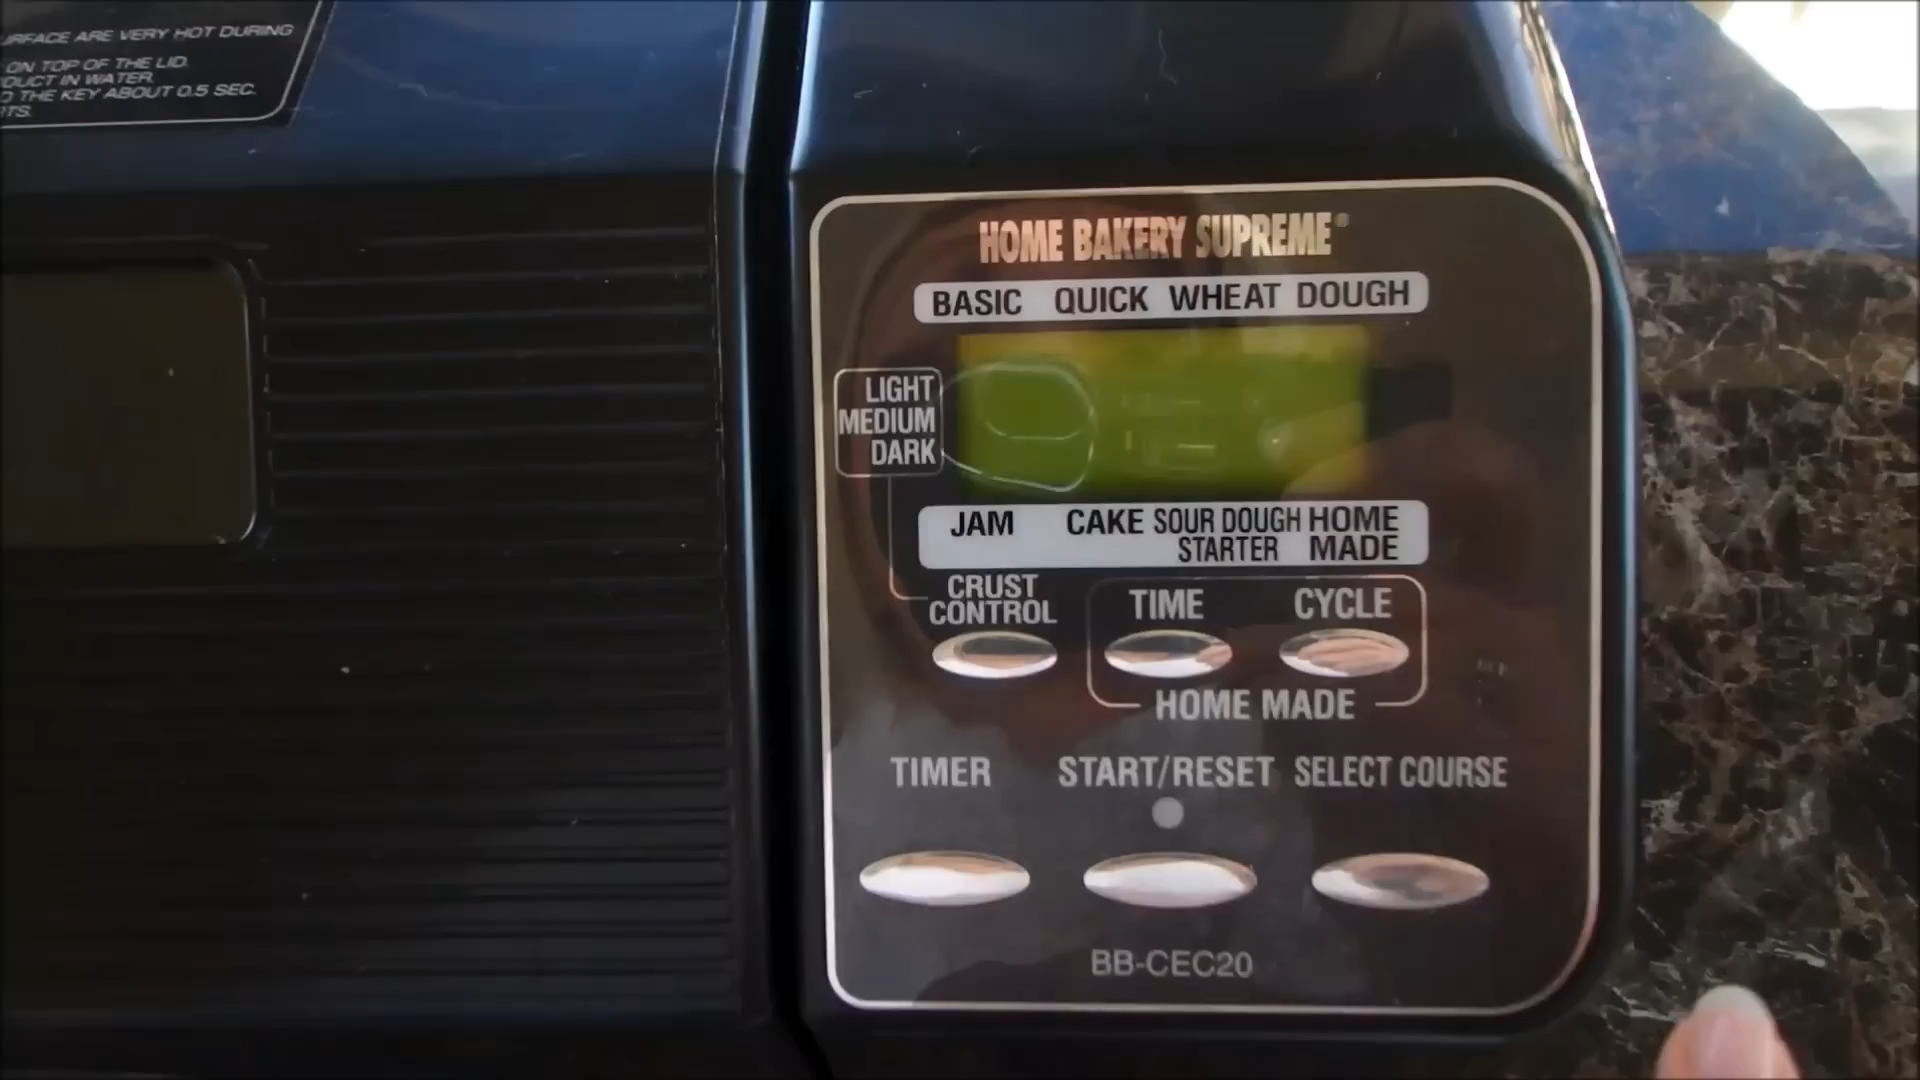 ARE VERY HOT DURING
ON TOP OF THE LID.
IN WATER.
THE KEY ABOUT 0.5 SEC.
HOME BAKERY SUPREME®
BASIC QUICK WHEAT DOUGH
LIGHT
MEDIUM
DARK
JAM CAKE SOUR DOUGH STARTER HOME MADE
CRUST CONTROL
TIME CYCLE
HOME MADE
TIMER START/RESET SELECT COURSE
BB-CEC20